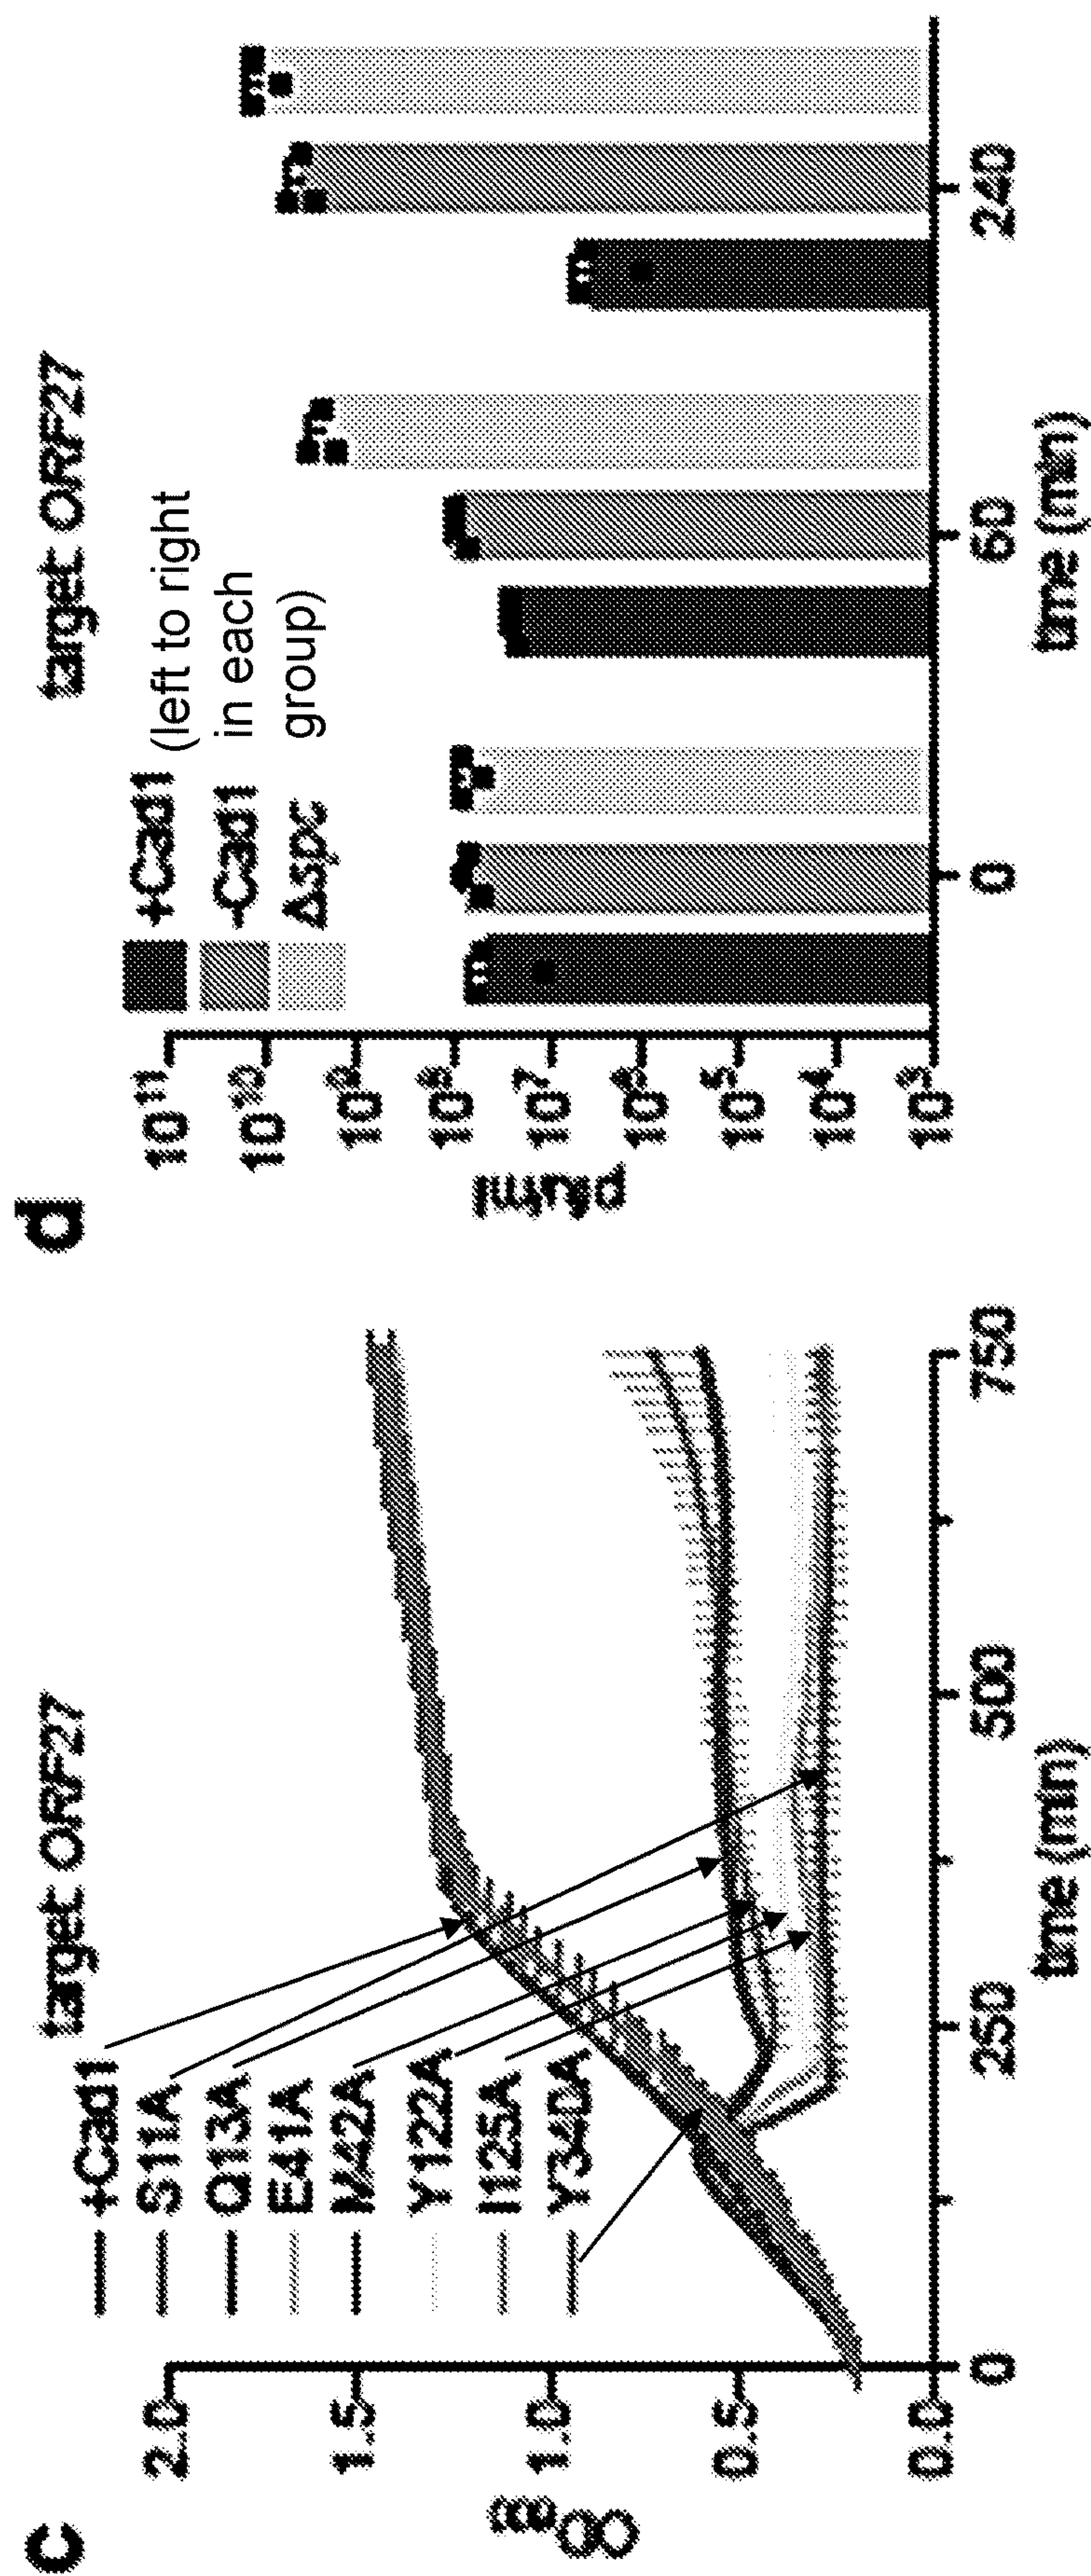 c
target ORF27
+Cad1
S11A
Q13A
E41A
I42A
Y122A
I125A
Y340A
2.0
1.5
1.0
0.5
0.0
0
250
500
750
time (min)
d
target ORF27
+Cad1
-Cad1
Δspc
(left to right
in each
group)
pfu/ml
10¹¹
10¹⁰
10⁹
10⁸
10⁷
10⁶
10⁵
10⁴
10³
0
60
240
time (min)